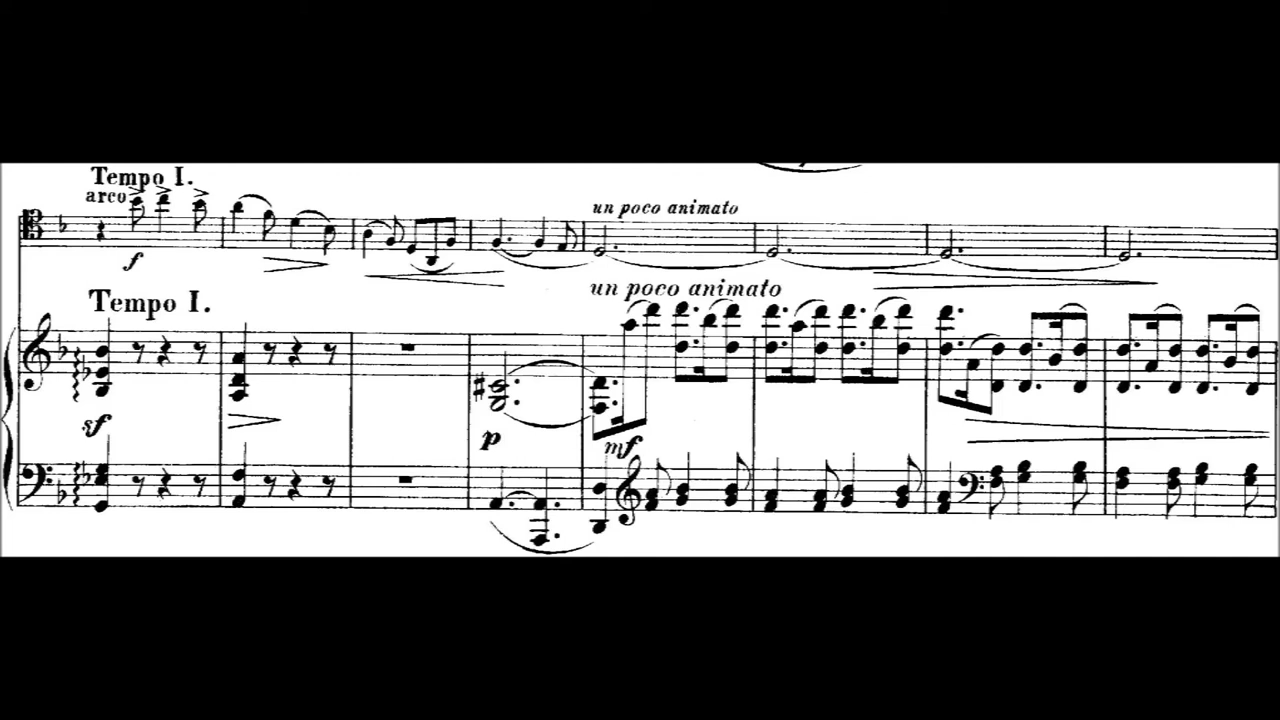 Tempo I.
arco
un poco animato
f
Tempo I.
un poco animato
sf
p
mf